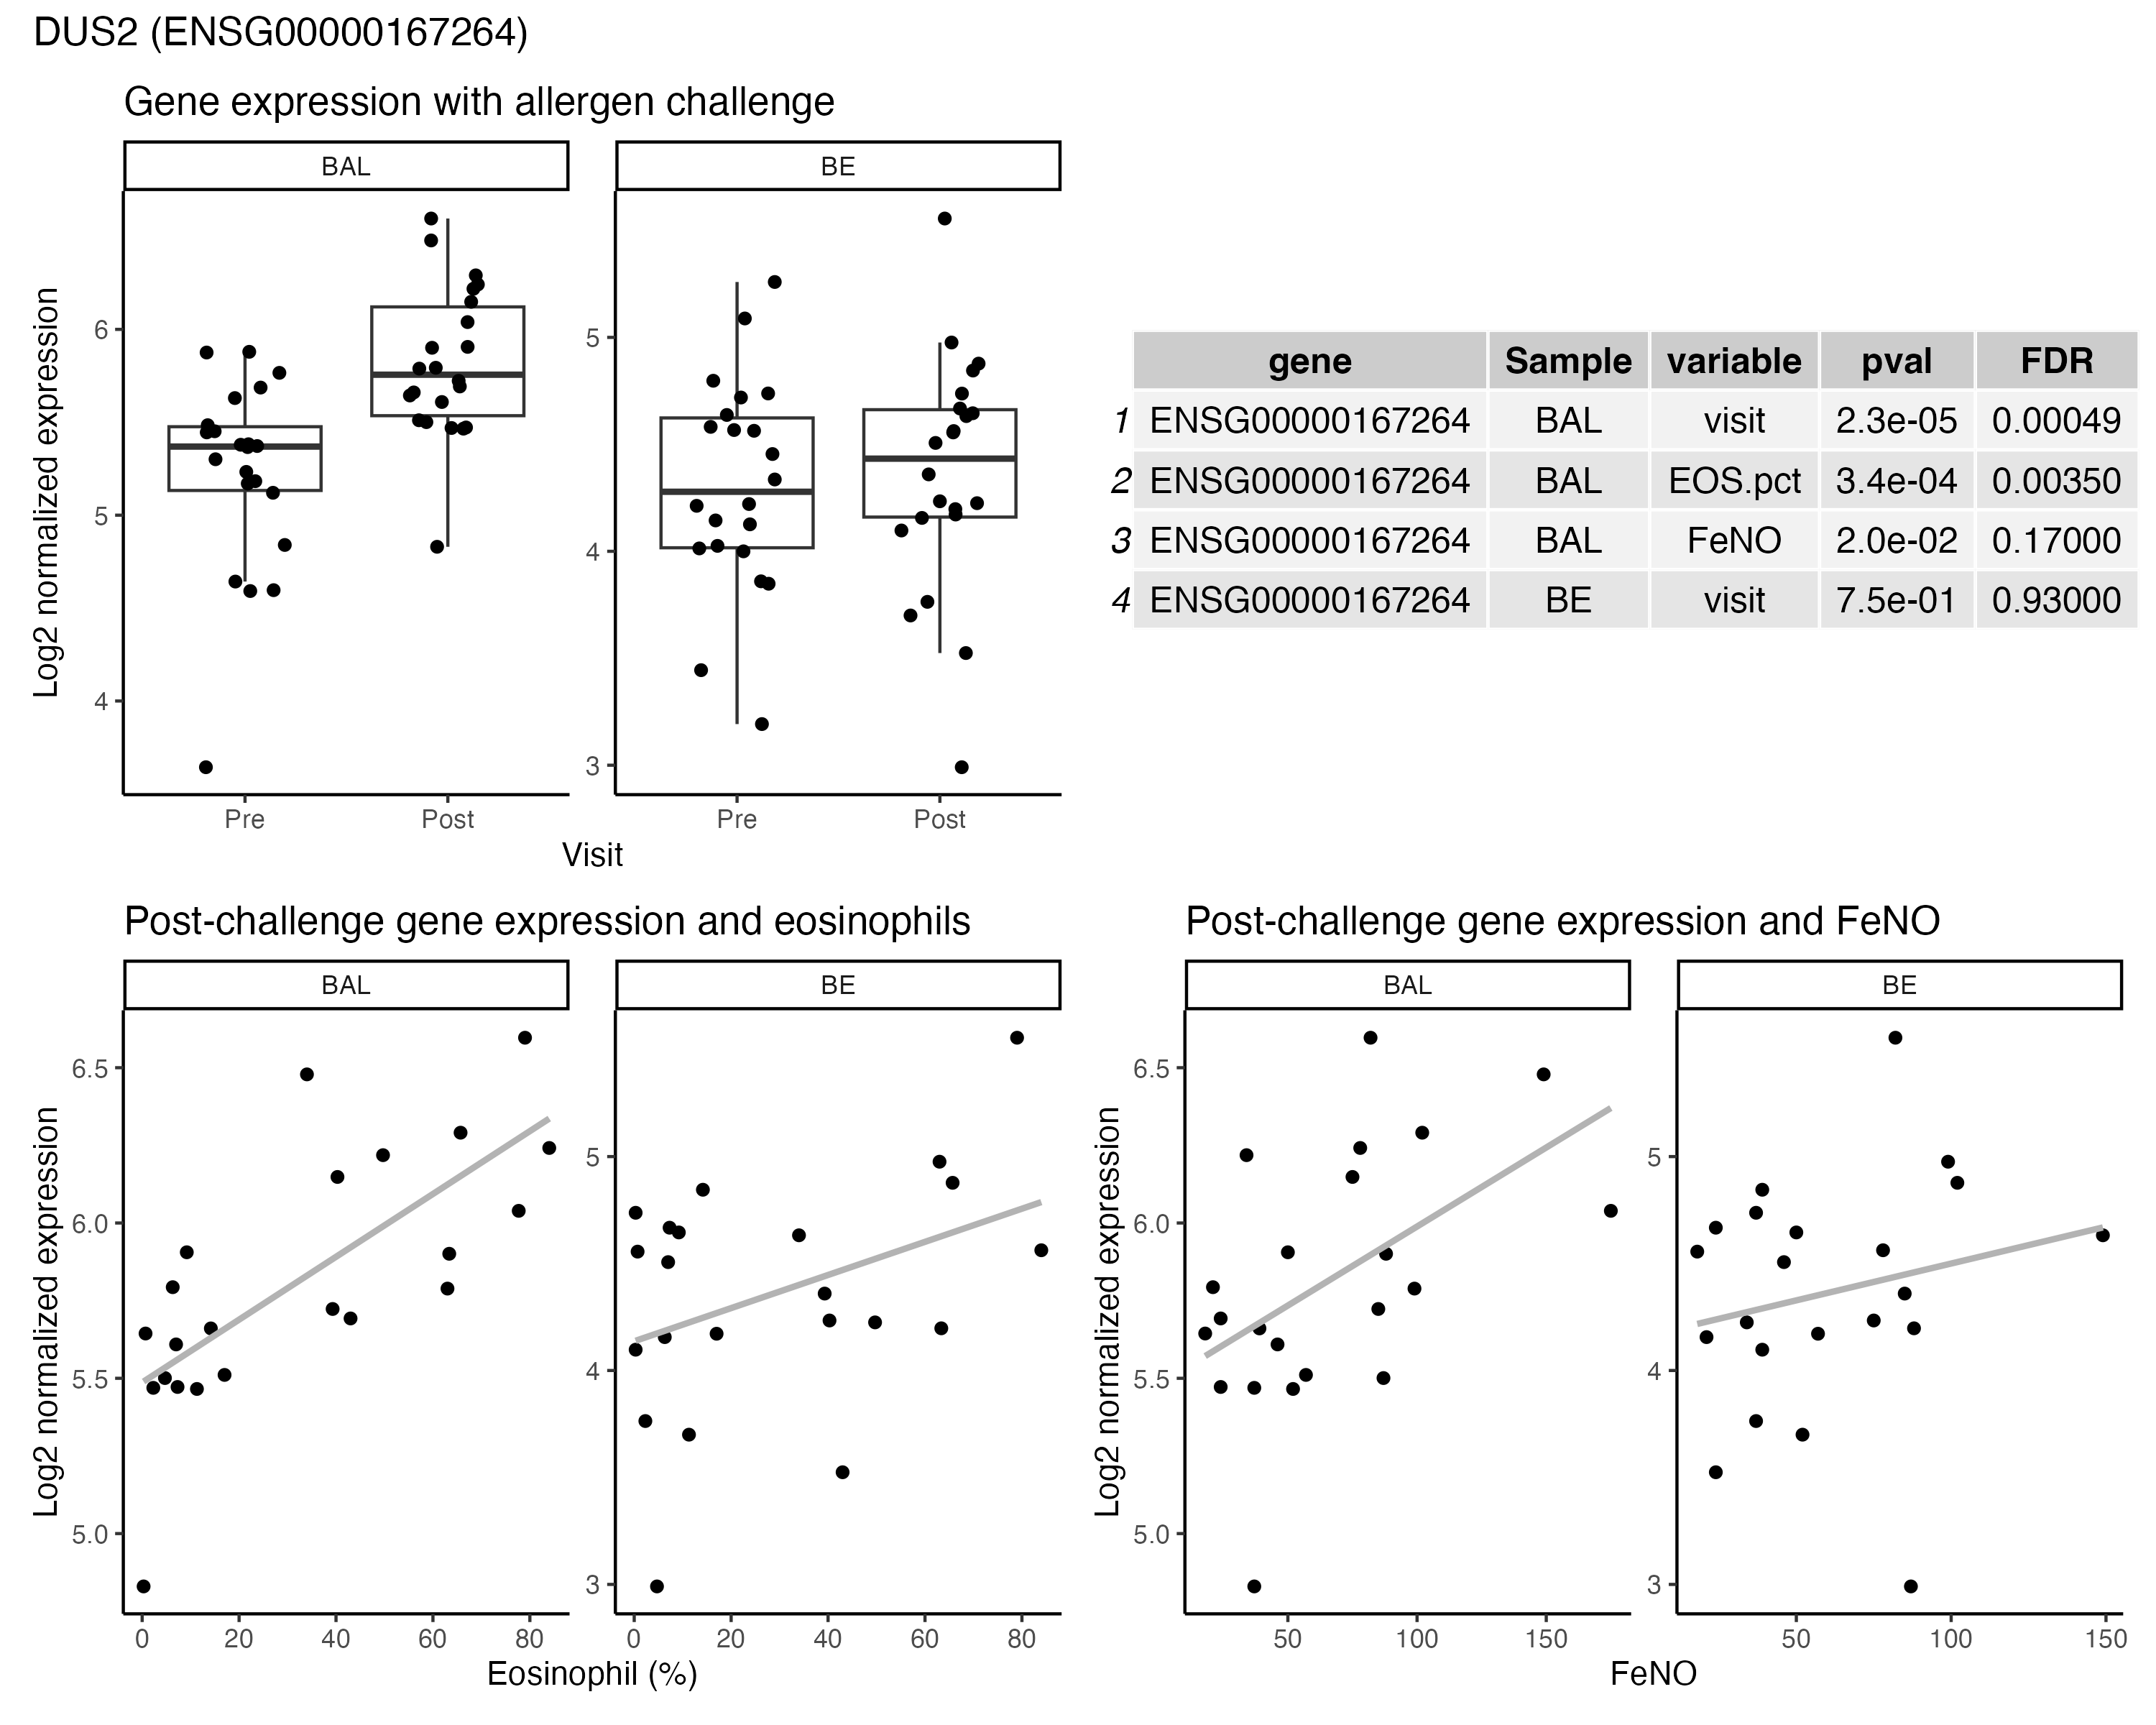 DUS2 (ENSG00000167264)
Gene expression with allergen challenge
BAL
BE
Log2 normalized expression
6
5
4
5
4
3
Pre
Post
Pre
Post
Visit
gene Sample variable pval FDR
1 ENSG00000167264 BAL visit 2.3e-05 0.00049
2 ENSG00000167264 BAL EOS.pct 3.4e-04 0.00350
3 ENSG00000167264 BAL FeNO 2.0e-02 0.17000
4 ENSG00000167264 BE visit 7.5e-01 0.93000
Post-challenge gene expression and eosinophils
BAL
BE
Log2 normalized expression
6.5
6.0
5.5
5.0
5
4
3
0 20 40 60 80
0 20 40 60 80
Eosinophil (%)
Post-challenge gene expression and FeNO
BAL
BE
Log2 normalized expression
6.5
6.0
5.5
5.0
5
4
3
50 100 150
50 100 150
FeNO